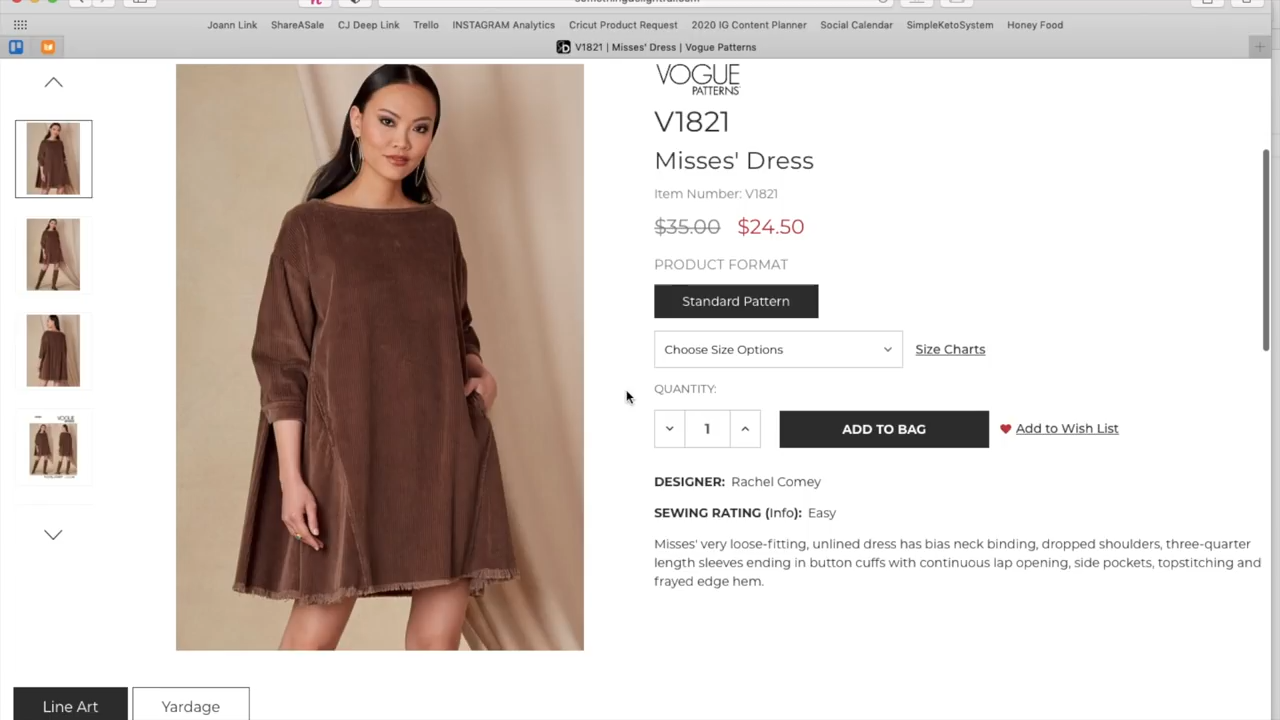 Joann Link ShareASale CJ Deep Link Trello INSTAGRAM Analytics Cricut Product Request 2020 IG Content Planner Social Calendar SimpleKetoSystem Honey Food
V1821 | Misses' Dress | Vogue Patterns
VOGUE
PATTERNS
V1821
Misses' Dress
Item Number: V1821
$35.00 $24.50
PRODUCT FORMAT
Standard Pattern
Choose Size Options Size Charts
QUANTITY:
1 ADD TO BAG Add to Wish List
DESIGNER: Rachel Comey
SEWING RATING (Info): Easy
Misses' very loose-fitting, unlined dress has bias neck binding, dropped shoulders, three-quarter
length sleeves ending in button cuffs with continuous lap opening, side pockets, topstitching and
frayed edge hem.
VOGUE
Line Art Yardage